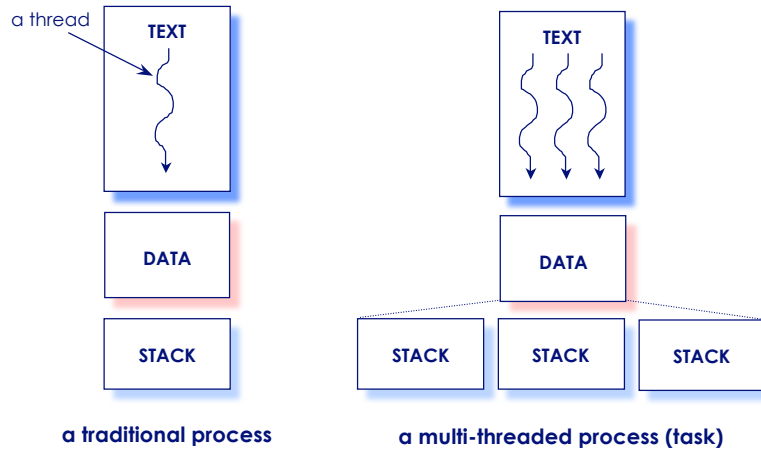 a thread
TEXT
DATA
STACK
a traditional process
TEXT
DATA
STACK
STACK
STACK
a multi-threaded process (task)